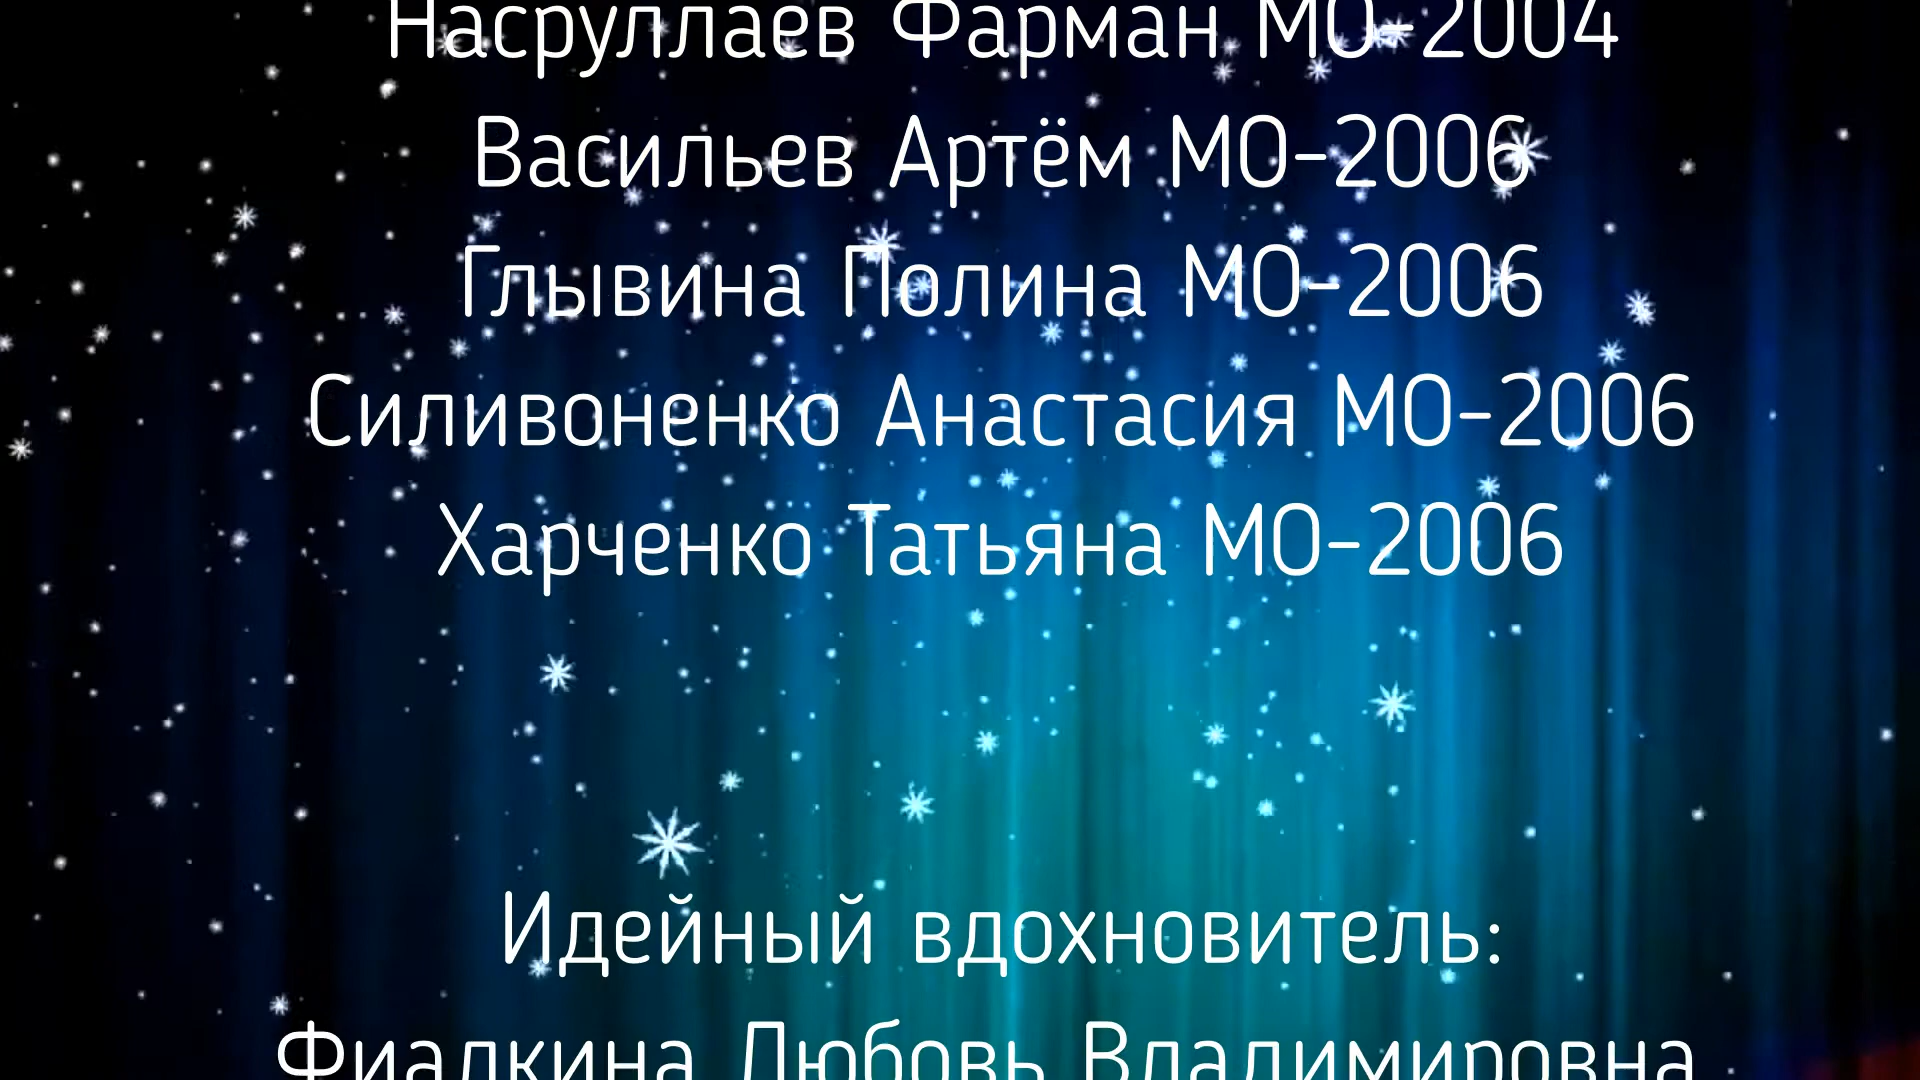 Насруллаев Фарман МО-2004
Васильев Артём МО-2006
Глывина Полина МО-2006
Силивоненко Анастасия МО-2006
Харченко Татьяна МО-2006
Идейный вдохновитель:
Фиалкина Любовь Владимировна